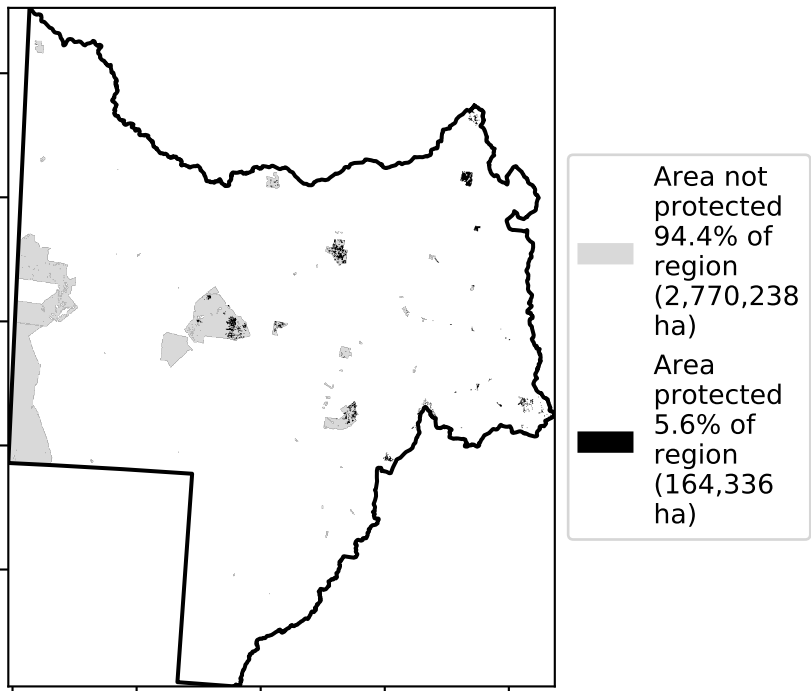 Area not
protected
94.4% of
region
(2,770,238
ha)
Area
protected
5.6% of
region
(164,336
ha)